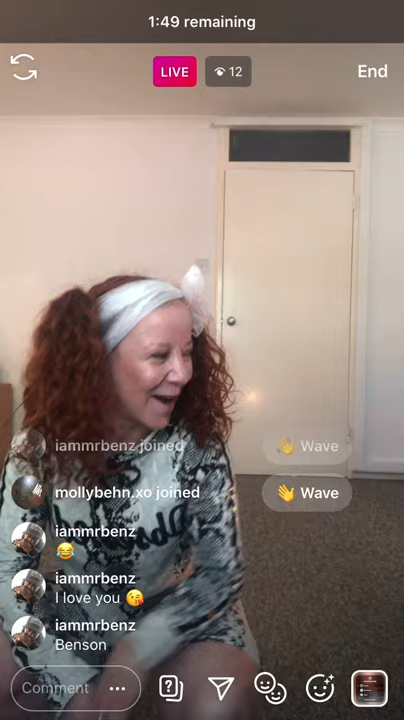 1:49 remaining
LIVE
12
End
iammrbenz joined
👋 Wave
mollybehn.xo joined
👋 Wave
iammrbenz
😂
iammrbenz
I love you 😘
iammrbenz
Benson
Comment